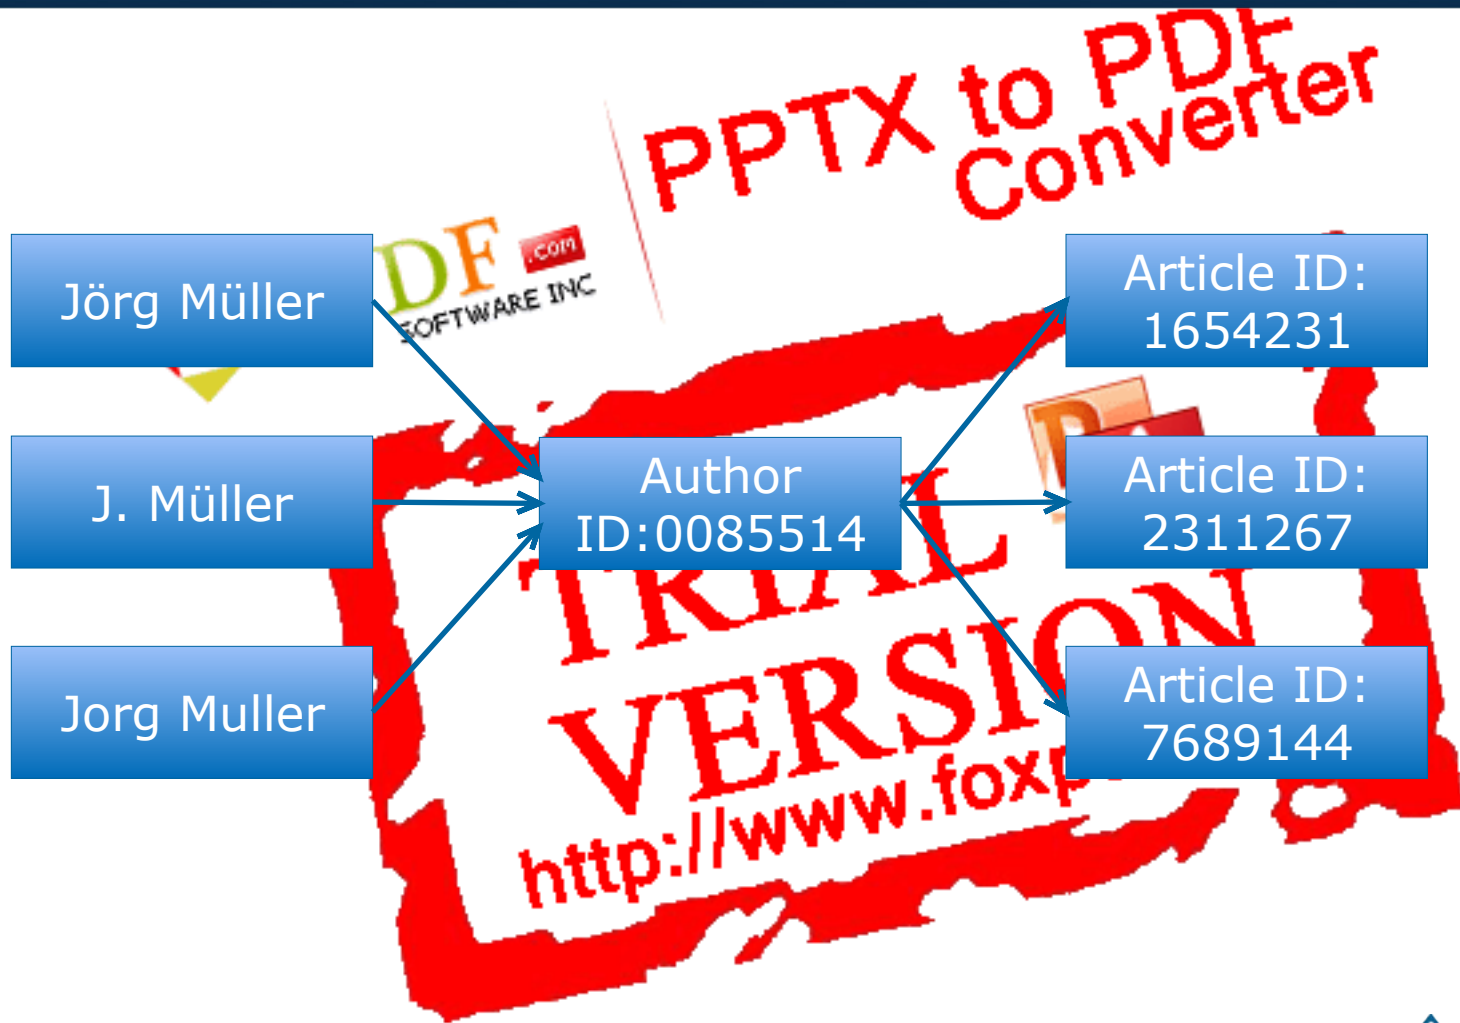 PPTX to PDF
Converter
DF
.com
SOFTWARE INC
Jörg Müller
J. Müller
Jorg Muller
Author
ID:0085514
Article ID:
1654231
Article ID:
2311267
Article ID:
7689144
TRIAL
VERSION
http://www.foxp